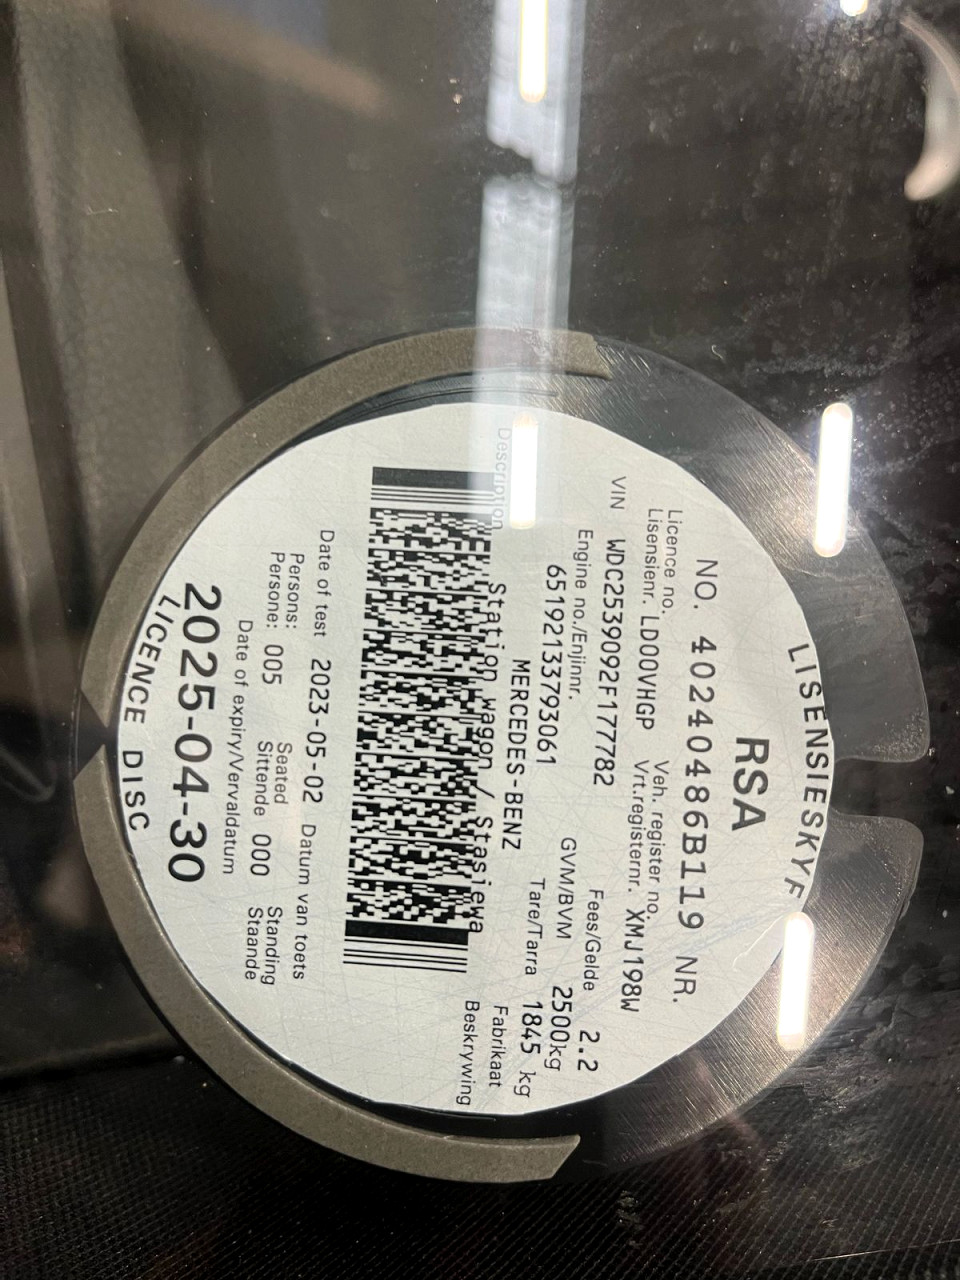 LISENSIESKYF
RSA
NO. 40240486B119 NR.
Licence no. Veh. register no.
Lisensienr. LD00VHGP Vrt.registernr. XMJ198W
VIN WDC2539092F177782
Engine no./Enjinnr. Fees/Gelde 2.2
65192133793061 GVM/BVM 2500kg
Tare/Tarra 1845 kg
MERCEDES-BENZ Fabrikaat
Description Station wagon / Stasiewa Beskrywing
Date of test 2023-05-02 Datum van toets
Persons: Seated Standing
Persone: 005 Sittende 000 Staande
Date of expiry/Vervaldatum
2025-04-30
LICENCE DISC